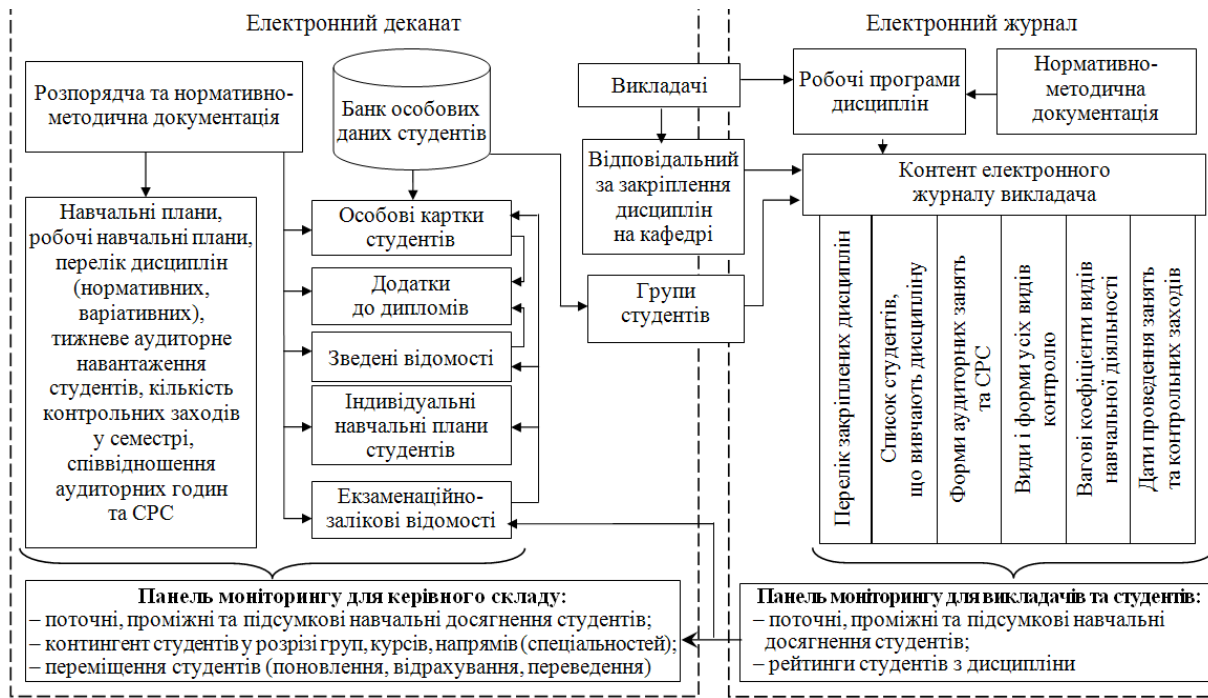 Електронний деканат
Електронний журнал
Розпорядча та нормативно-
методична документація
Банк особових
даних студентів
Викладачі
Робочі програми
дисциплін
Нормативно-
методична
документація
Відповідальний
за закріплення
дисциплін
на кафедрі
Контент електронного
журналу викладача
Навчальні плани,
робочі навчальні плани,
перелік дисциплін
(нормативних,
варіативних),
тижневе аудиторне
навантаження
студентів, кількість
контрольних заходів
у семестрі,
співвідношення
аудиторних годин
та СРС
Особові картки
студентів
Додатки
до дипломів
Зведені відомості
Індивідуальні
навчальні плани
студентів
Екзаменаційно-
залікові відомості
Групи
студентів
Перелік закріплених дисциплін
Список студентів,
що вивчають дисципліну
Форми аудиторних занять
та СРС
Види і форми усіх видів
контролю
Вагові коефіцієнти видів
навчальної діяльності
Дати проведення занять
та контрольних заходів
Панель моніторингу для керівного складу:
– поточні, проміжні та підсумкові навчальні досягнення студентів;
– контингент студентів у розрізі груп, курсів, напрямів (спеціальностей);
– переміщення студентів (поновлення, відрахування, переведення)
Панель моніторингу для викладачів та студентів:
– поточні, проміжні та підсумкові навчальні
досягнення студентів;
– рейтинги студентів з дисципліни